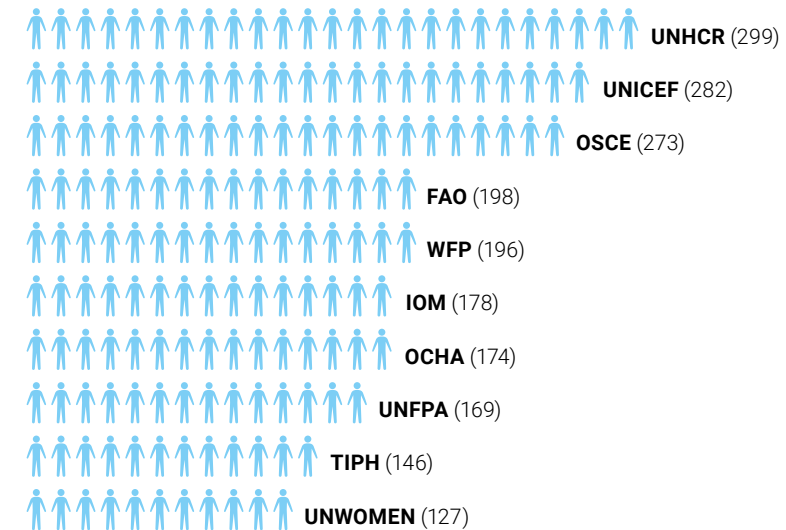 UNHCR (299)
UNICEF (282)
OSCE (273)
FAO (198)
WFP (196)
IOM (178)
OCHA (174)
UNFPA (169)
TIPH (146)
UNWOMEN (127)